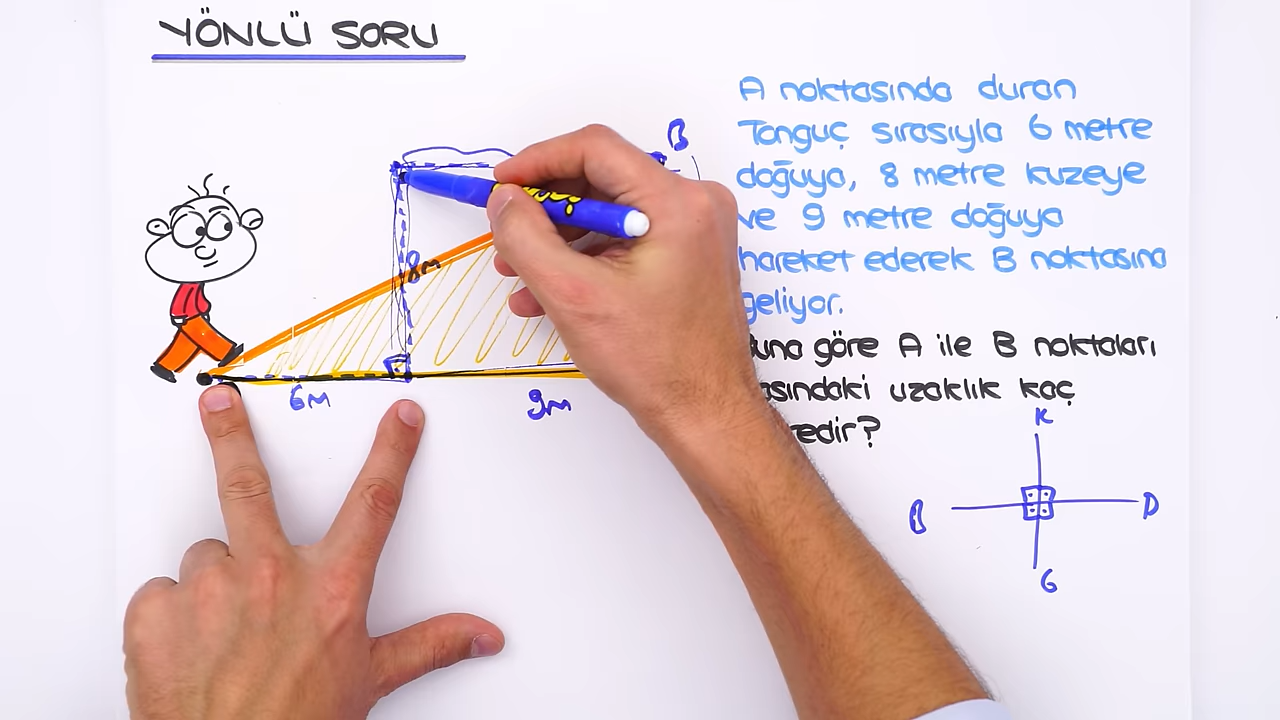 YÖNLÜ SORU
A noktasında duran
Tonguç sırasıyla 6 metre
doğuya, 8 metre kuzeye
ve 9 metre doğuya
hareket ederek B noktasına
geliyor.
göre A ile B noktaları
uzaklık kaç
B
8m
6m
9m
K
B
D
G